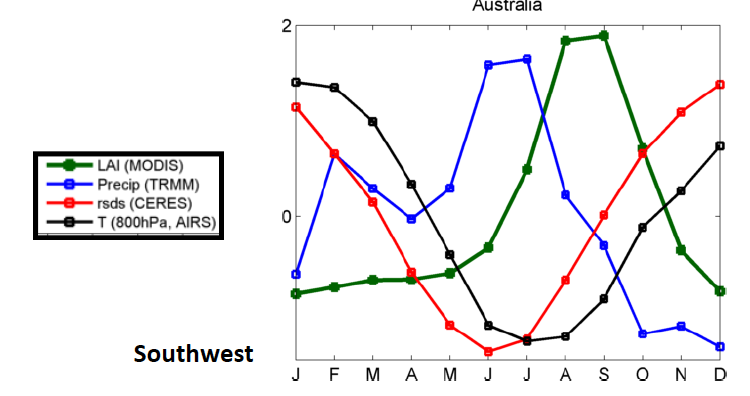 Australia
2
0
LAI (MODIS)
Precip (TRMM)
rsds (CERES)
T (800hPa, AIRS)
Southwest
J F M A M J J A S O N D